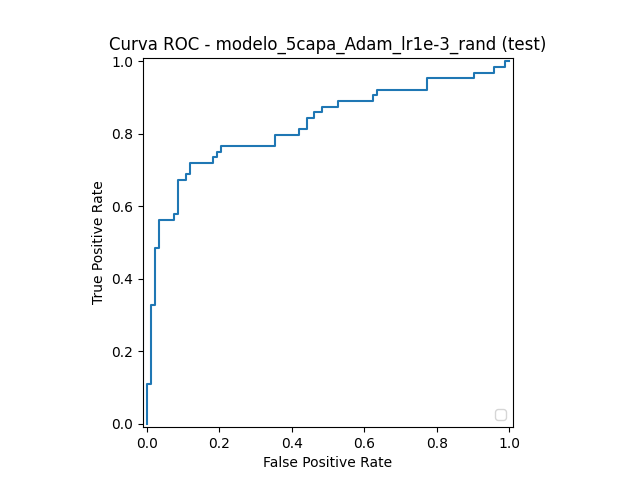 Curva ROC - modelo_5capa_Adam_lr1e-3_rand (test)
1.0
0.8
0.6
0.4
0.2
0.0
True Positive Rate
0.0 0.2 0.4 0.6 0.8 1.0
False Positive Rate